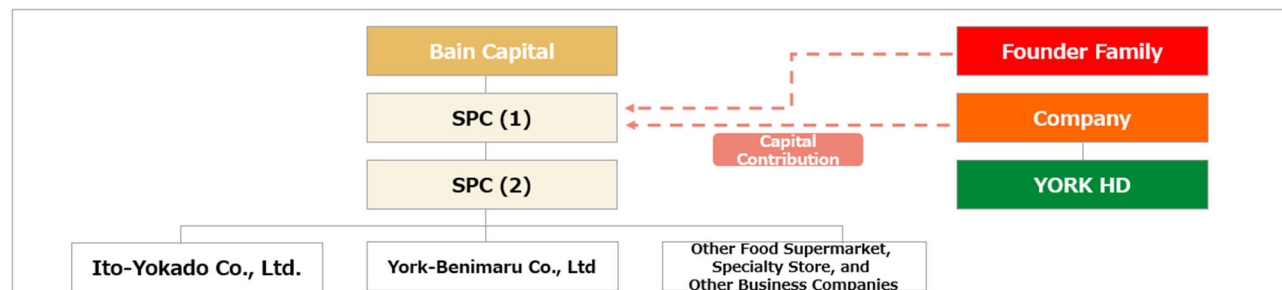 Bain Capital
Founder Family
SPC (1)
Company
Capital
Contribution
SPC (2)
YORK HD
Ito-Yokado Co., Ltd.
York-Benimaru Co., Ltd
Other Food Supermarket,
Specialty Store, and
Other Business Companies